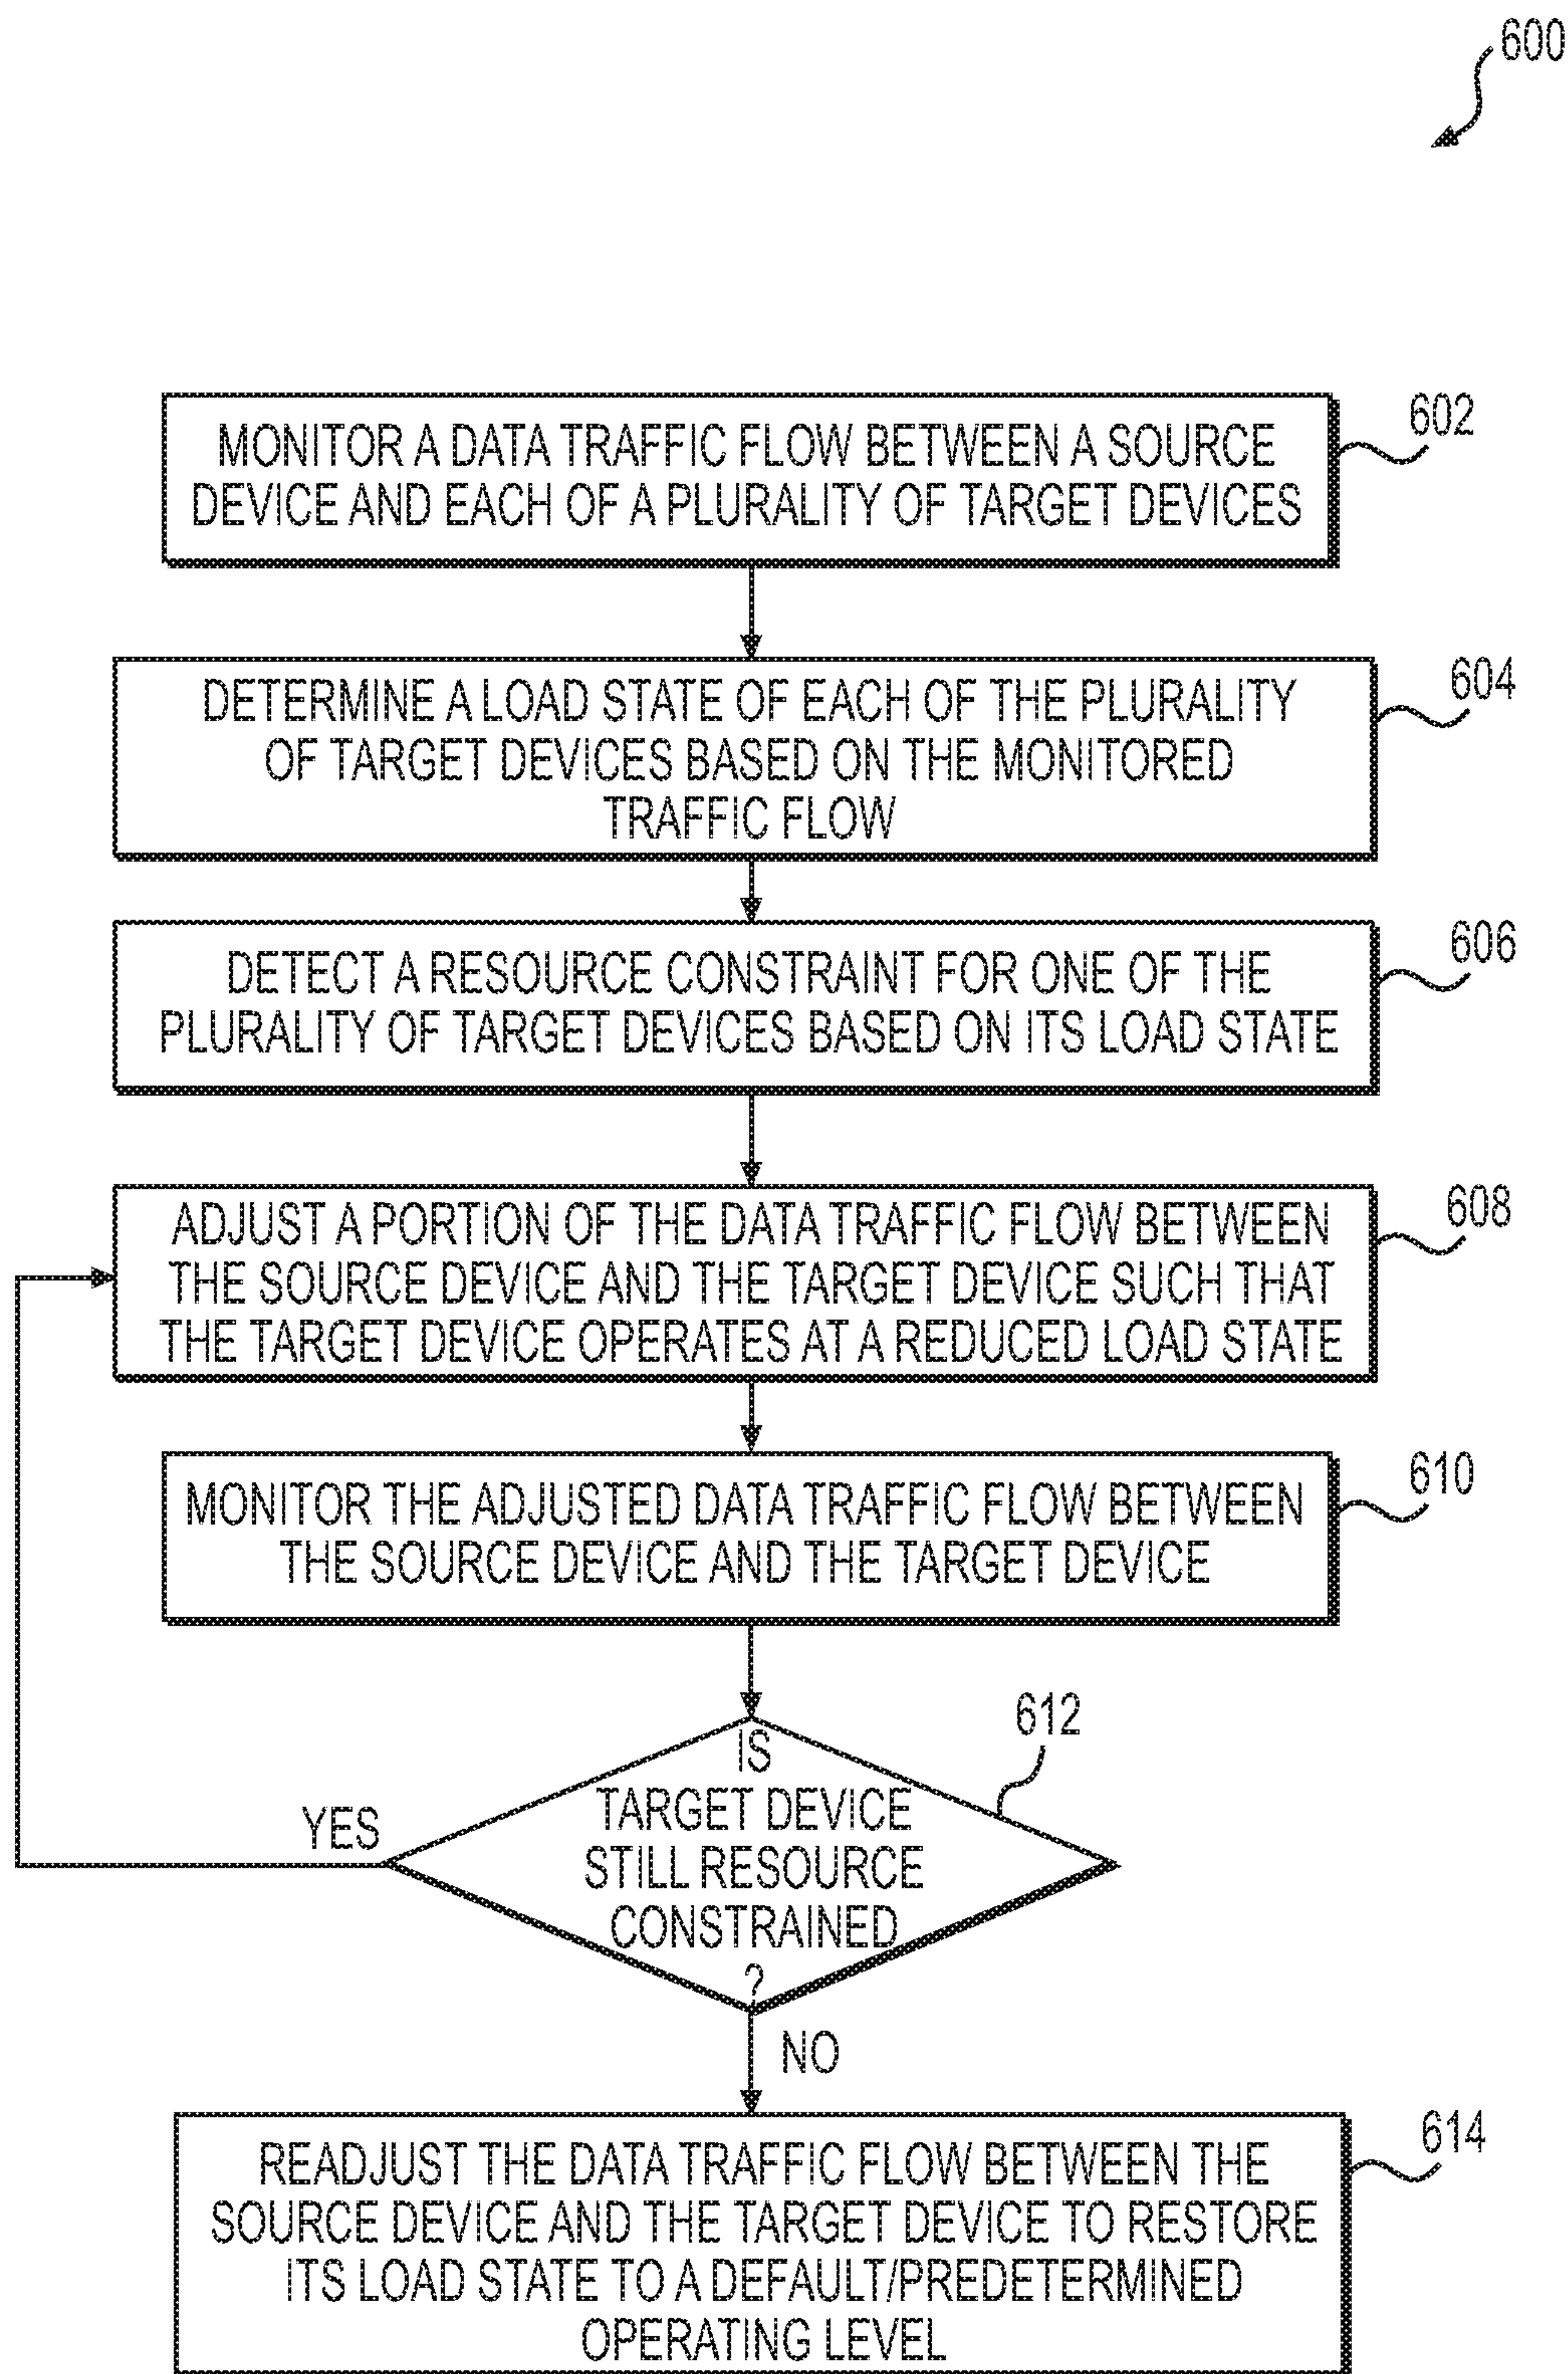 600
MONITOR A DATA TRAFFIC FLOW BETWEEN A SOURCE
DEVICE AND EACH OF A PLURALITY OF TARGET DEVICES
602
DETERMINE A LOAD STATE OF EACH OF THE PLURALITY
OF TARGET DEVICES BASED ON THE MONITORED
TRAFFIC FLOW
604
DETECT A RESOURCE CONSTRAINT FOR ONE OF THE
PLURALITY OF TARGET DEVICES BASED ON ITS LOAD STATE
606
ADJUST A PORTION OF THE DATA TRAFFIC FLOW BETWEEN
THE SOURCE DEVICE AND THE TARGET DEVICE SUCH THAT
THE TARGET DEVICE OPERATES AT A REDUCED LOAD STATE
608
MONITOR THE ADJUSTED DATA TRAFFIC FLOW BETWEEN
THE SOURCE DEVICE AND THE TARGET DEVICE
610
IS
TARGET DEVICE
STILL RESOURCE
CONSTRAINED
?
612
YES
NO
READJUST THE DATA TRAFFIC FLOW BETWEEN THE
SOURCE DEVICE AND THE TARGET DEVICE TO RESTORE
ITS LOAD STATE TO A DEFAULT/PREDETERMINED
OPERATING LEVEL
614